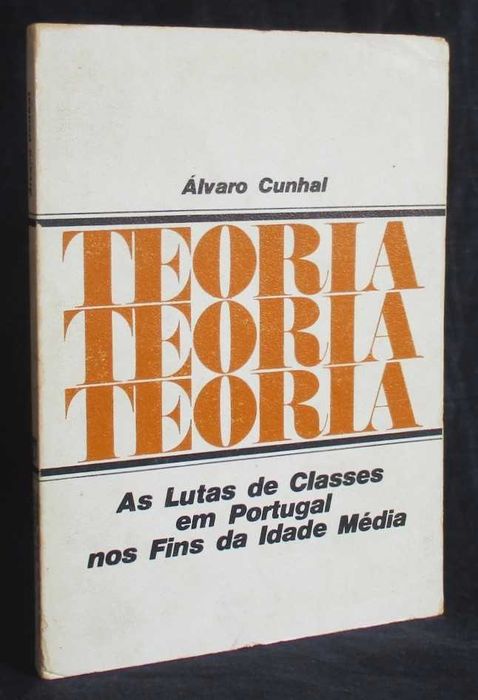 Álvaro Cunhal
TEORIA
TEORIA
TEORIA
As Lutas de Classes
em Portugal
nos Fins da Idade Média